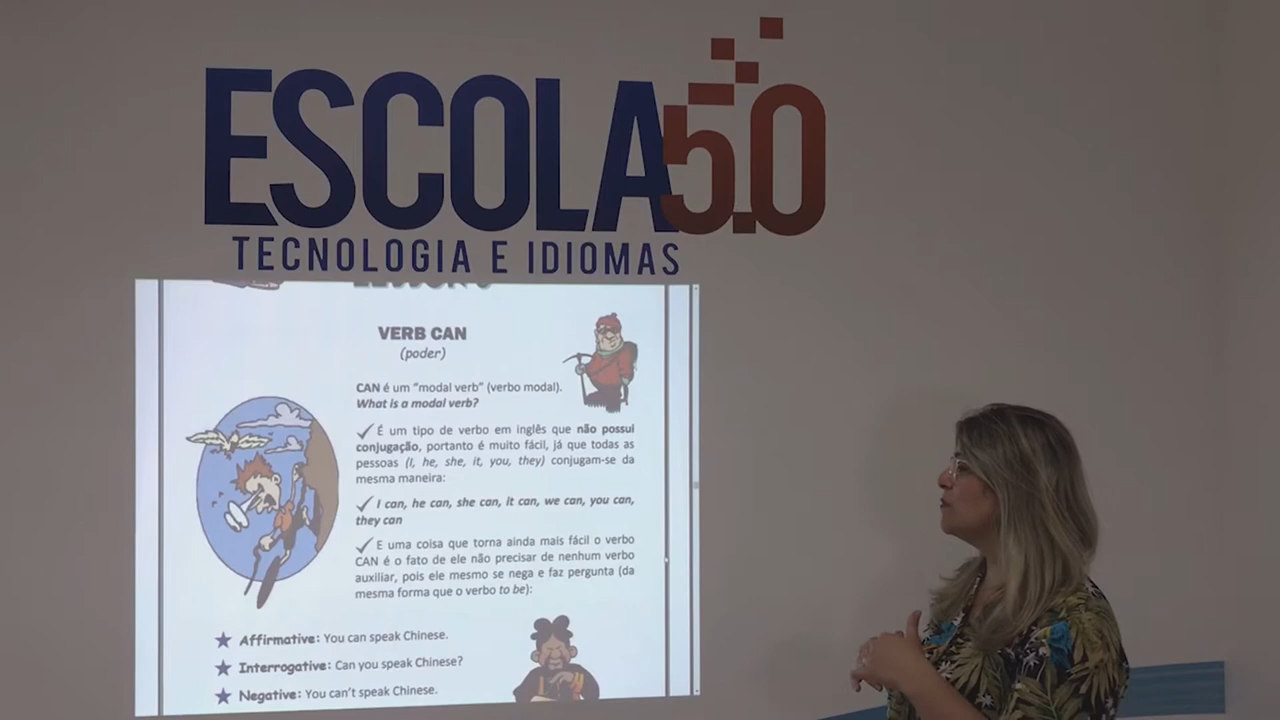 ESCOLA 5.0
TECNOLOGIA E IDIOMAS
VERB CAN
(poder)
CAN é um “modal verb” (verbo modal).
What is a modal verb?
✓ É um tipo de verbo em inglês que não possui
conjugação, portanto é muito fácil, já que todas as
pessoas (I, he, she, it, you, they) conjugam-se da
mesma maneira:
✓ I can, he can, she can, it can, we can, you can,
they can
✓ E uma coisa que torna ainda mais fácil o verbo
CAN é o fato de ele não precisar de nenhum verbo
auxiliar, pois ele mesmo se nega e faz pergunta (da
mesma forma que o verbo to be):
★ Affirmative: You can speak Chinese.
★ Interrogative: Can you speak Chinese?
★ Negative: You can’t speak Chinese.